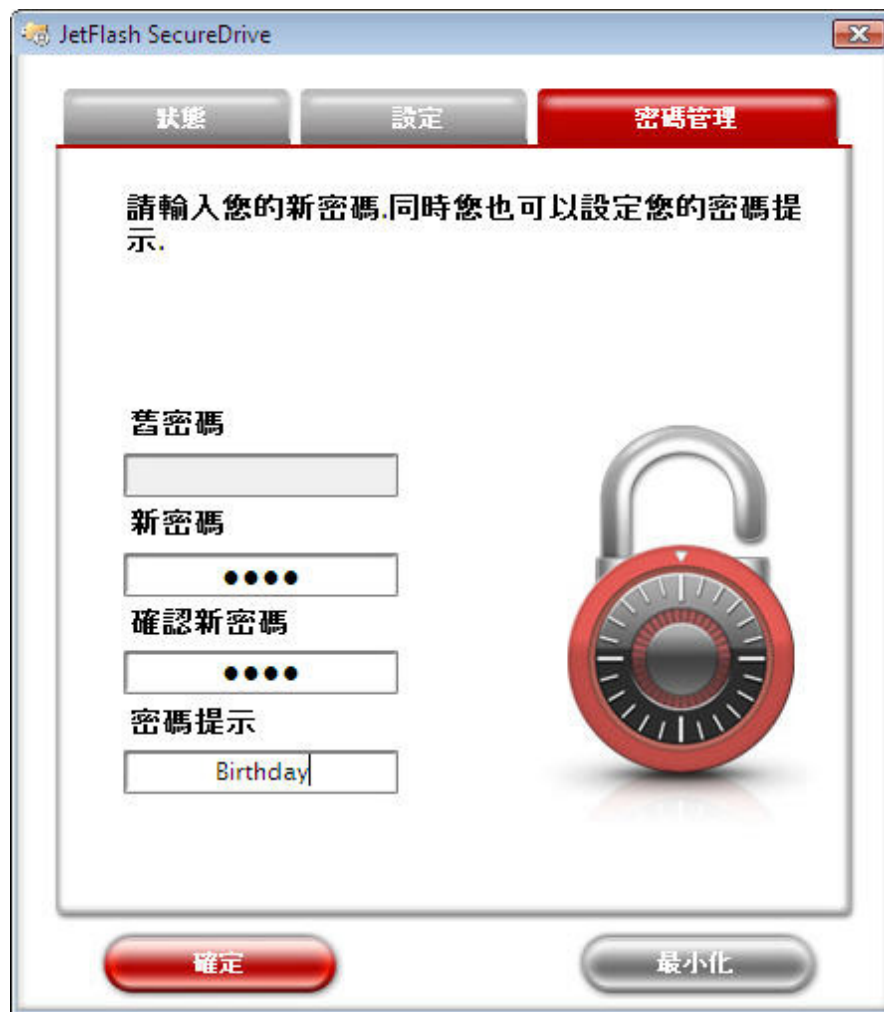 JetFlash SecureDrive
狀態
設定
密碼管理
請輸入您的新密碼.同時您也可以設定您的密碼提
示.
舊密碼
新密碼
●●●●
確認新密碼
●●●●
密碼提示
Birthday
確定
最小化